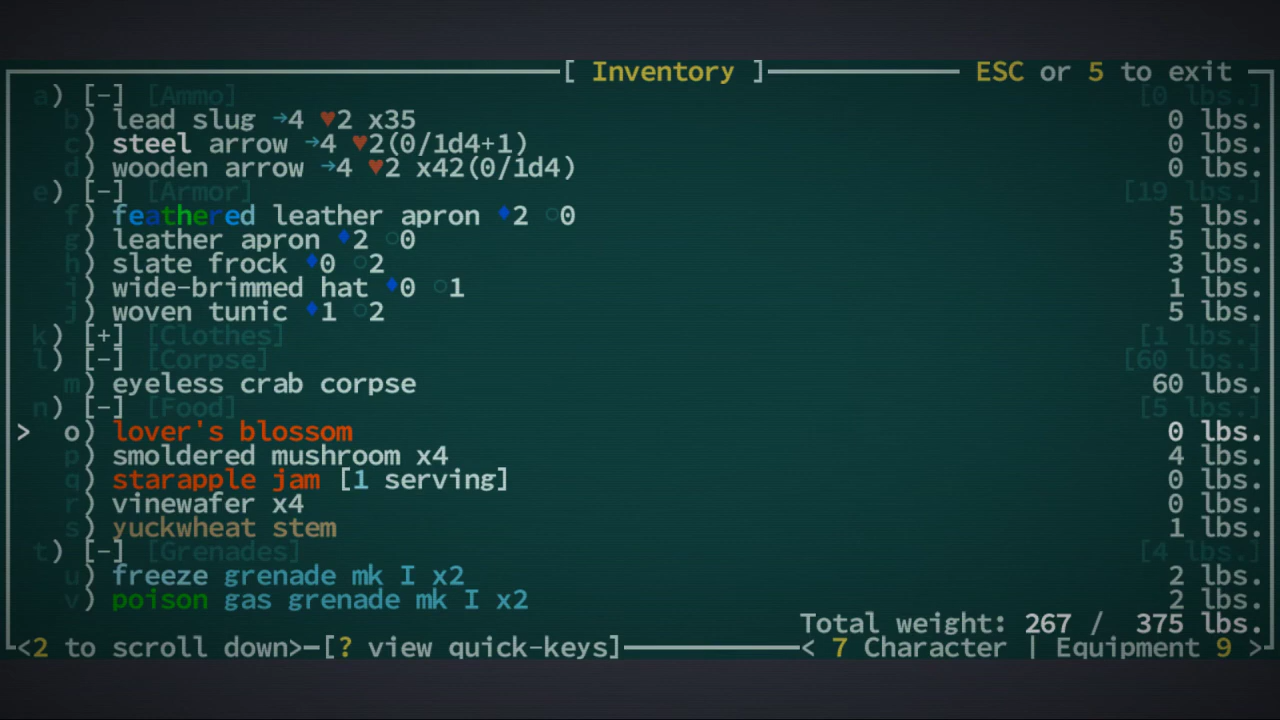 [ Inventory ] ESC or 5 to exit
a) [-] [Ammo] [0 lbs.]
b) lead slug →4 ♥2 x35 0 lbs.
c) steel arrow →4 ♥2(0/1d4+1) 0 lbs.
d) wooden arrow →4 ♥2 x42(0/1d4) 0 lbs.
e) [-] [Armor] [19 lbs.]
f) feathered leather apron ♦2 ○0 5 lbs.
g) leather apron ♦2 ○0 5 lbs.
h) slate frock ♦0 ○2 3 lbs.
i) wide-brimmed hat ♦0 ○1 1 lbs.
j) woven tunic ♦1 ○2 5 lbs.
k) [+] [Clothes] [1 lbs.]
l) [-] [Corpse] [60 lbs.]
m) eyeless crab corpse 60 lbs.
n) [-] [Food] [5 lbs.]
> o) lover's blossom 0 lbs.
p) smoldered mushroom x4 4 lbs.
q) starapple jam [1 serving] 0 lbs.
r) vinewafer x4 0 lbs.
s) yuckwheat stem 1 lbs.
t) [-] [Grenades] [4 lbs.]
u) freeze grenade mk I x2 2 lbs.
v) poison gas grenade mk I x2 2 lbs.
Total weight: 267 / 375 lbs.
<2 to scroll down> [? view quick-keys] < 7 Character | Equipment 9 >